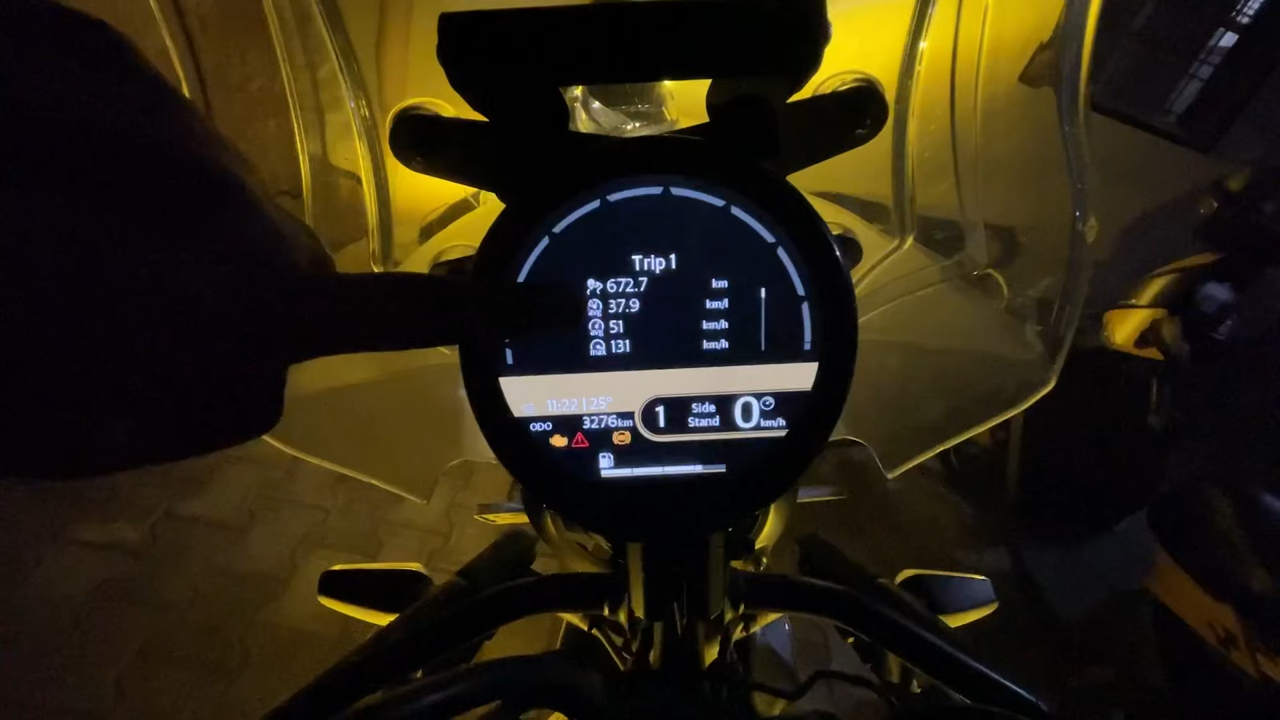 Trip 1
672.7 km
avg 37.9 km/l
avg 51 km/h
max 131 km/h
11:22 | 25°
1 Side Stand 0 km/h
ODO 3276km